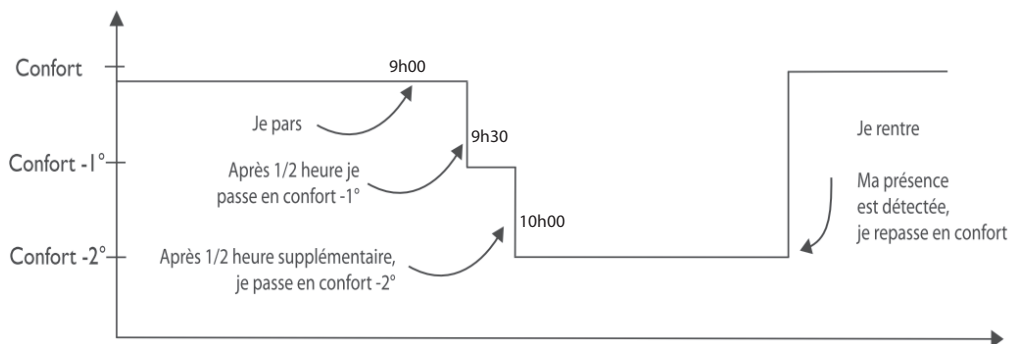 9h00
Confort
Je pars
9h30
Confort -1°
Après 1/2 heure je
passe en confort -1°
10h00
Confort -2°
Après 1/2 heure supplémentaire,
je passe en confort -2°
Je rentre
Ma présence
est détectée,
je repasse en confort